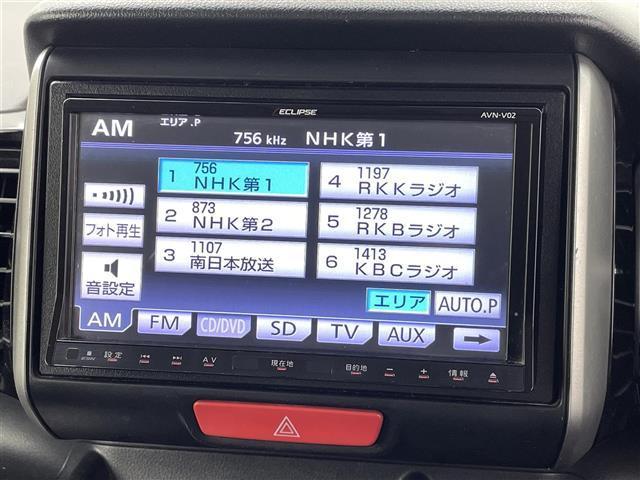 ECLIPSE
AVN-V02
AM
エリア.P
756 kHz NHK第1
1 756 NHK第1
4 1197 RKKラジオ
2 873 NHK第2
5 1278 RKBラジオ
3 1107 南日本放送
6 1413 KBCラジオ
フォト再生
音設定
エリア AUTO.P
AM FM CD/DVD SD TV AUX
設定 AV 現在地 目的地 − + 情報